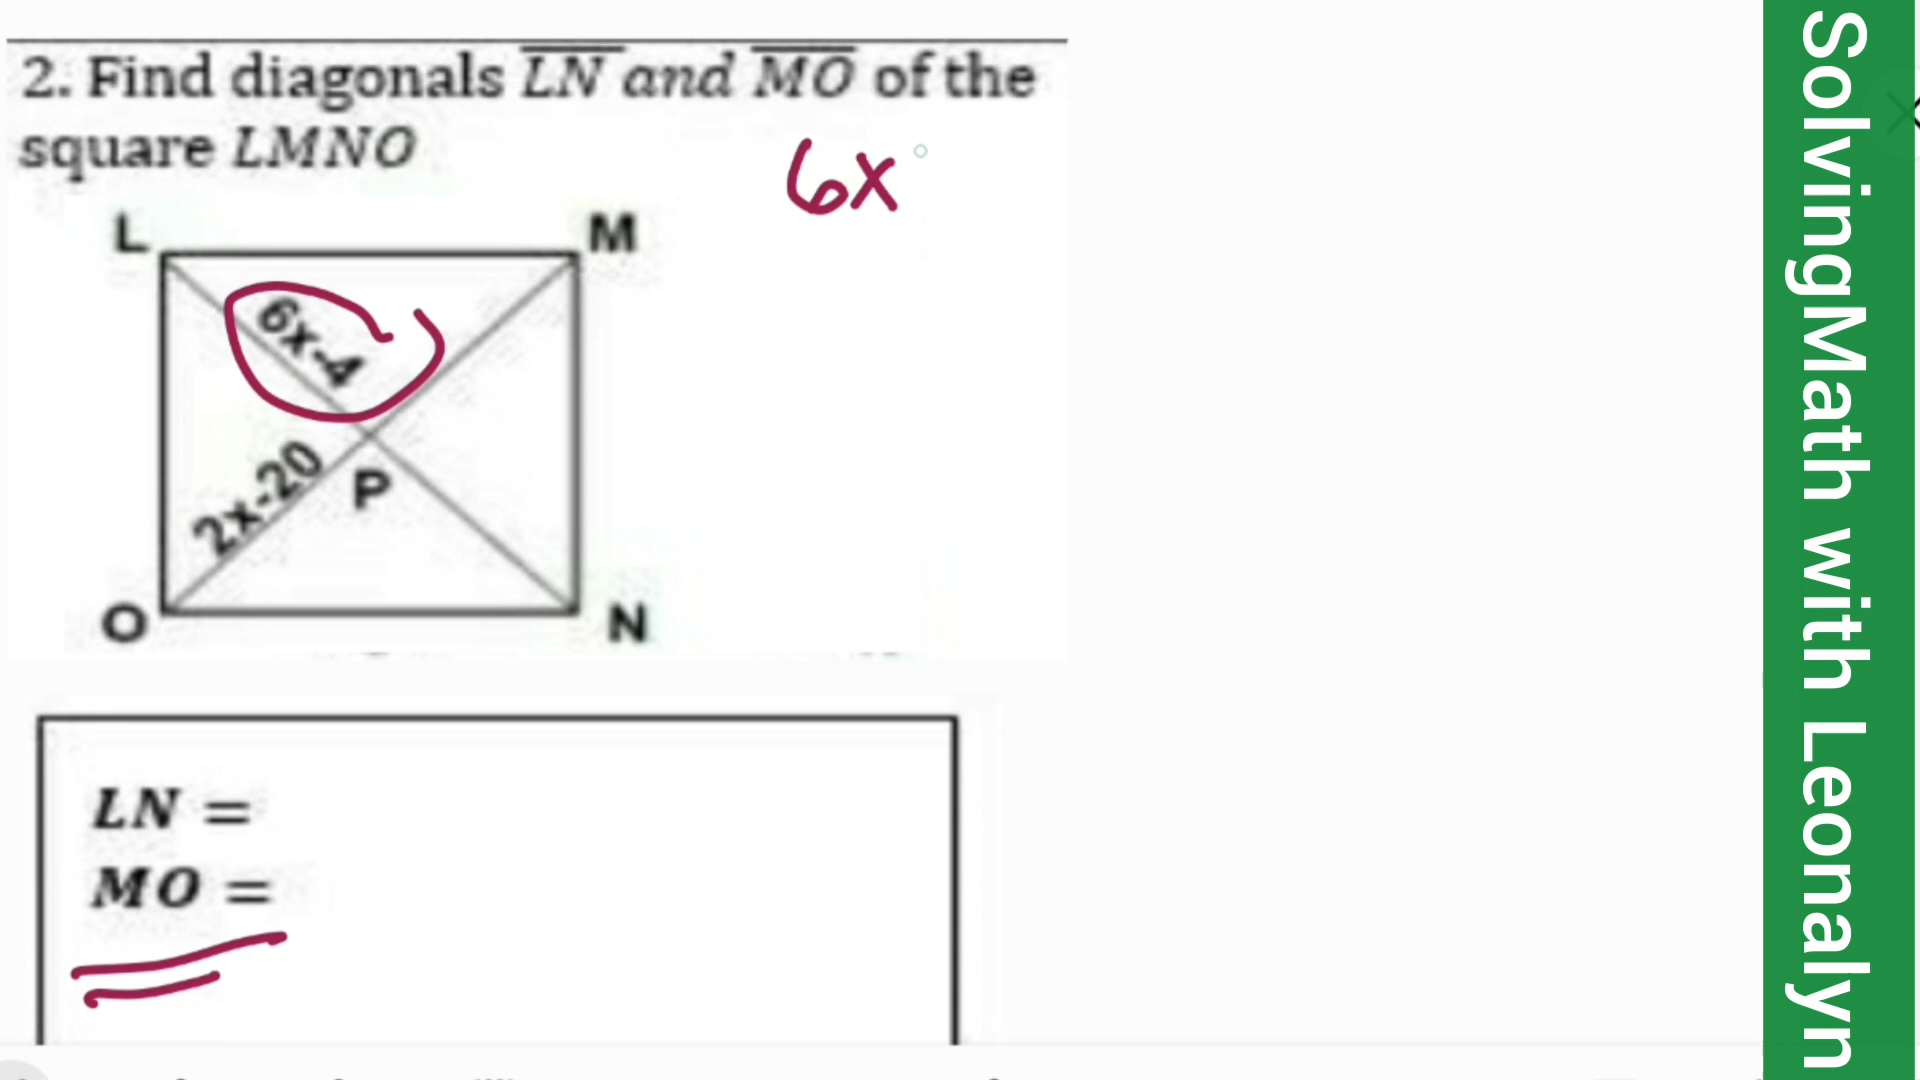 2. Find diagonals LN and MO of the
square LMNO
6x
L
M
6x-4
2x-20
P
O
N
LN =
MO =
SolvingMath with Leonalyn